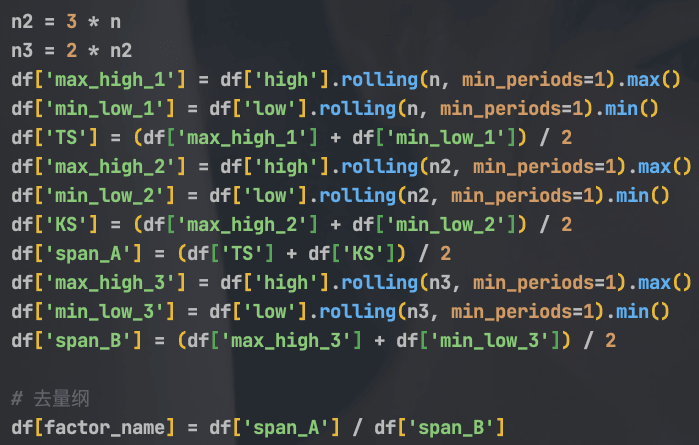 n2 = 3 * n
n3 = 2 * n2
df['max_high_1'] = df['high'].rolling(n, min_periods=1).max()
df['min_low_1'] = df['low'].rolling(n, min_periods=1).min()
df['TS'] = (df['max_high_1'] + df['min_low_1']) / 2
df['max_high_2'] = df['high'].rolling(n2, min_periods=1).max()
df['min_low_2'] = df['low'].rolling(n2, min_periods=1).min()
df['KS'] = (df['max_high_2'] + df['min_low_2']) / 2
df['span_A'] = (df['TS'] + df['KS']) / 2
df['max_high_3'] = df['high'].rolling(n3, min_periods=1).max()
df['min_low_3'] = df['low'].rolling(n3, min_periods=1).min()
df['span_B'] = (df['max_high_3'] + df['min_low_3']) / 2
# 去量纲
df[factor_name] = df['span_A'] / df['span_B']